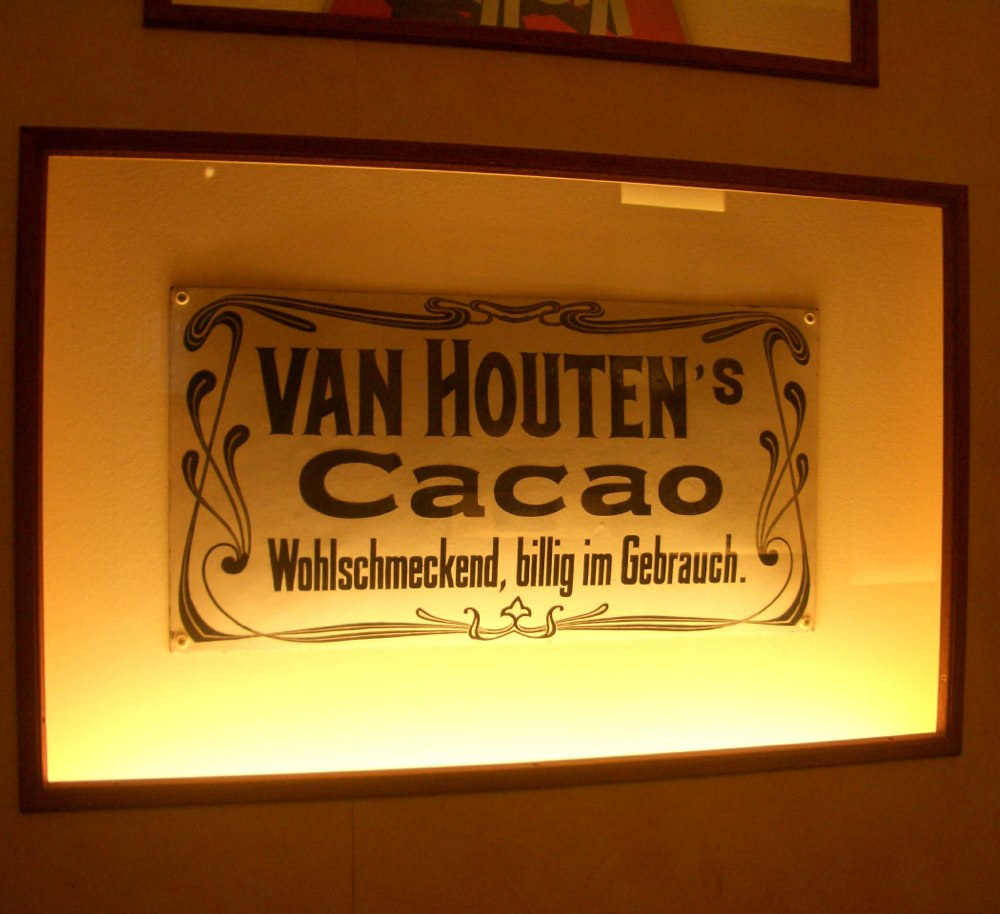 VAN HOUTEN's
Cacao
Wohlschmeckend, billig im Gebrauch.